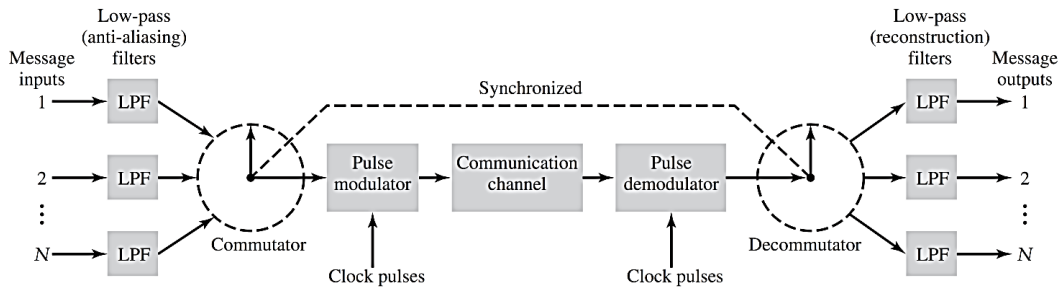 Low-pass
(anti-aliasing)
filters
Message
inputs
1
LPF
2
LPF
N
LPF
Commutator
Synchronized
Pulse
modulator
Clock pulses
Communication
channel
Pulse
demodulator
Clock pulses
Decommutator
Low-pass
(reconstruction)
filters
Message
outputs
LPF
1
LPF
2
LPF
N